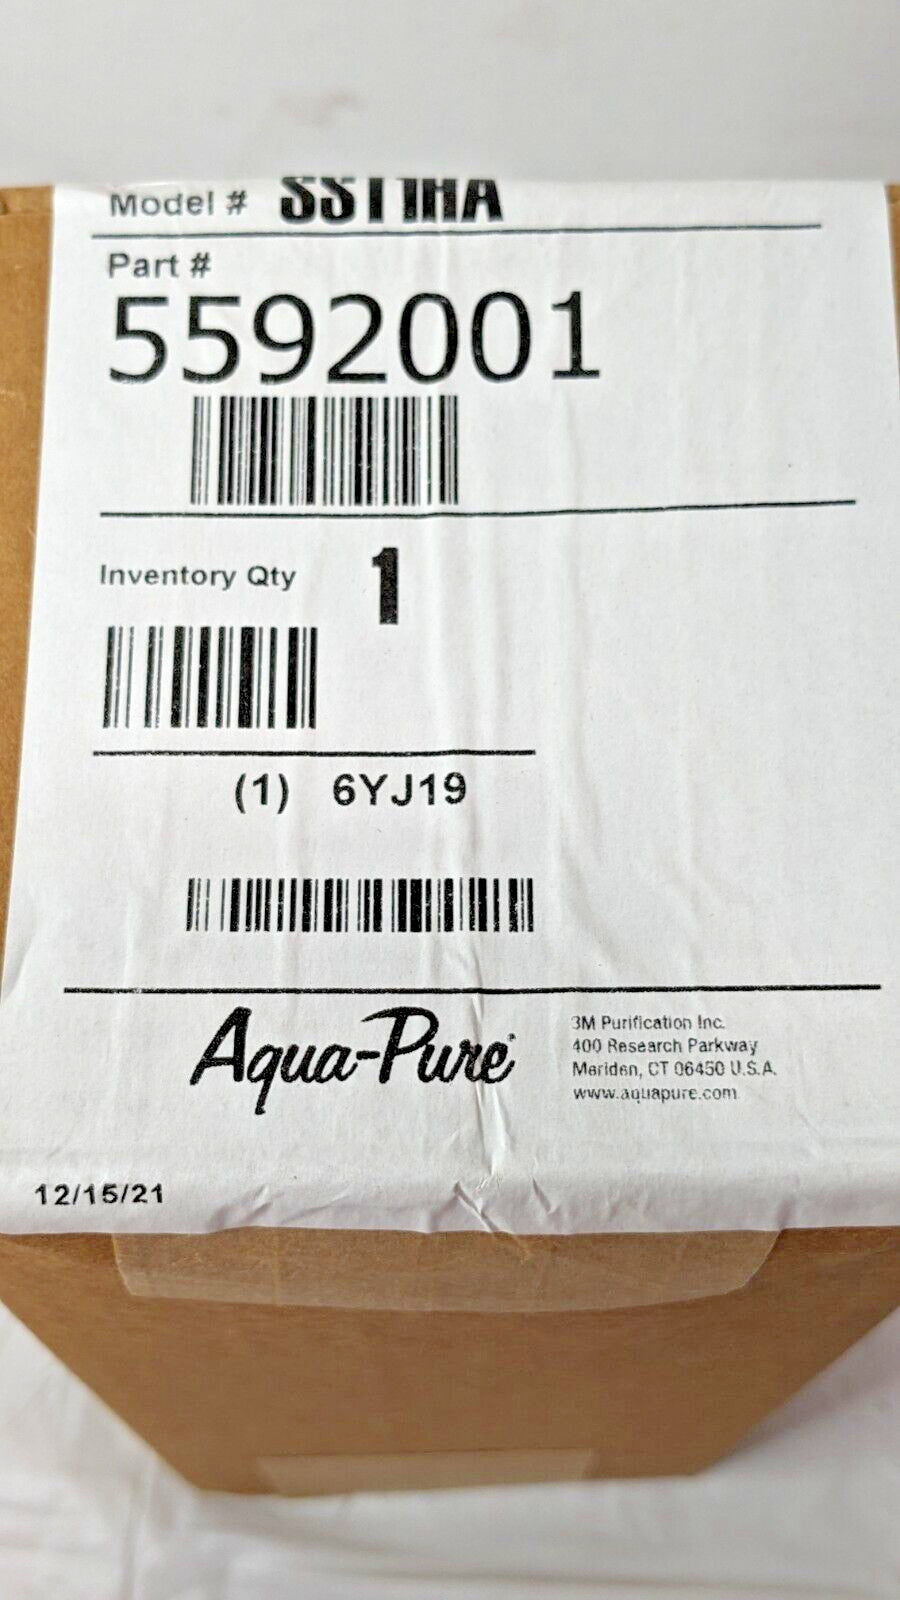 Model # SST1HA
Part #
5592001
Inventory Qty 1
(1) 6YJ19
Aqua-Pure
3M Purification Inc.
400 Research Parkway
Meriden, CT 06450 U.S.A.
www.aquapure.com
12/15/21